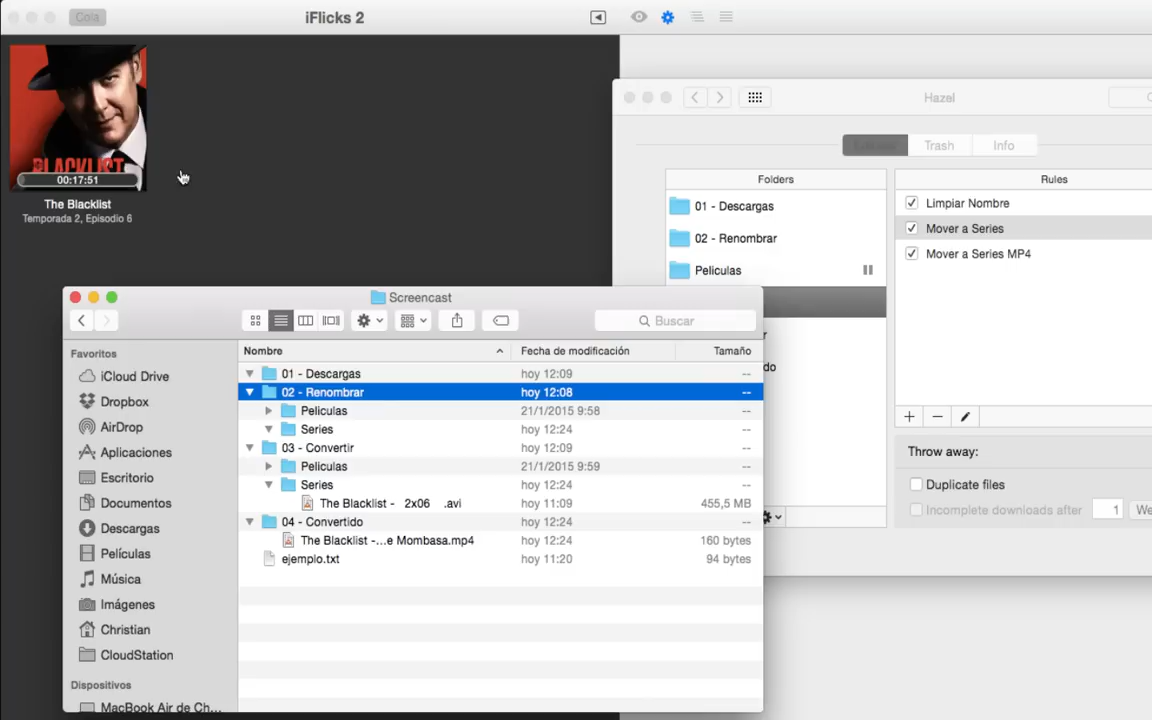 Cola
iFlicks 2
BLACKLIST
00:17:51
The Blacklist
Temporada 2, Episodio 6
Hazel
Trash
Info
Folders
01 - Descargas
02 - Renombrar
Peliculas
Rules
Limpiar Nombre
Mover a Series
Mover a Series MP4
Throw away:
Duplicate files
Incomplete downloads after
1
We
Screencast
Buscar
Favoritos
iCloud Drive
Dropbox
AirDrop
Aplicaciones
Escritorio
Documentos
Descargas
Películas
Música
Imágenes
Christian
CloudStation
Dispositivos
MacBook Air de Ch...
Nombre Fecha de modificación Tamaño
01 - Descargas hoy 12:09 --
02 - Renombrar hoy 12:08 --
Peliculas 21/1/2015 9:58 --
Series hoy 12:24 --
03 - Convertir hoy 12:09 --
Peliculas 21/1/2015 9:59 --
Series hoy 12:24 --
The Blacklist - 2x06 .avi hoy 11:09 455,5 MB
04 - Convertido hoy 12:24 --
The Blacklist -...e Mombasa.mp4 hoy 12:24 160 bytes
ejempIo.txt hoy 11:20 94 bytes